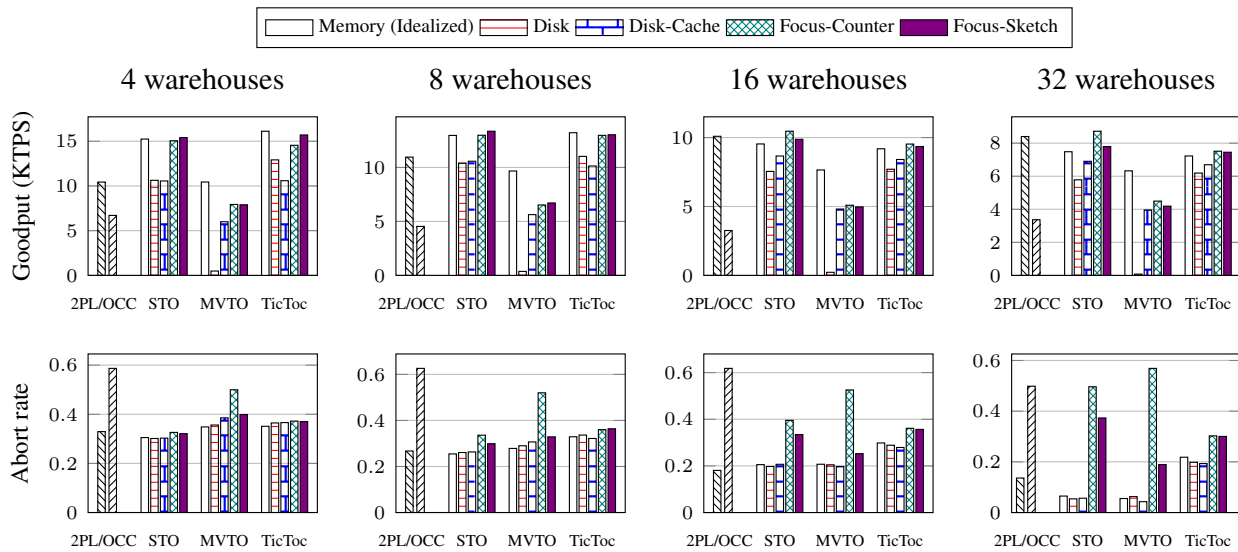 Memory (Idealized) Disk Disk-Cache Focus-Counter Focus-Sketch
4 warehouses 8 warehouses 16 warehouses 32 warehouses
Goodput (KTPS)
15
10
5
0
2PL/OCC STO MVTO TicToc
10
5
0
2PL/OCC STO MVTO TicToc
10
5
0
2PL/OCC STO MVTO TicToc
8
6
4
2
0
2PL/OCC STO MVTO TicToc
Abort rate
0.6
0.4
0.2
0
2PL/OCC STO MVTO TicToc
0.6
0.4
0.2
0
2PL/OCC STO MVTO TicToc
0.6
0.4
0.2
0
2PL/OCC STO MVTO TicToc
0.6
0.4
0.2
0
2PL/OCC STO MVTO TicToc